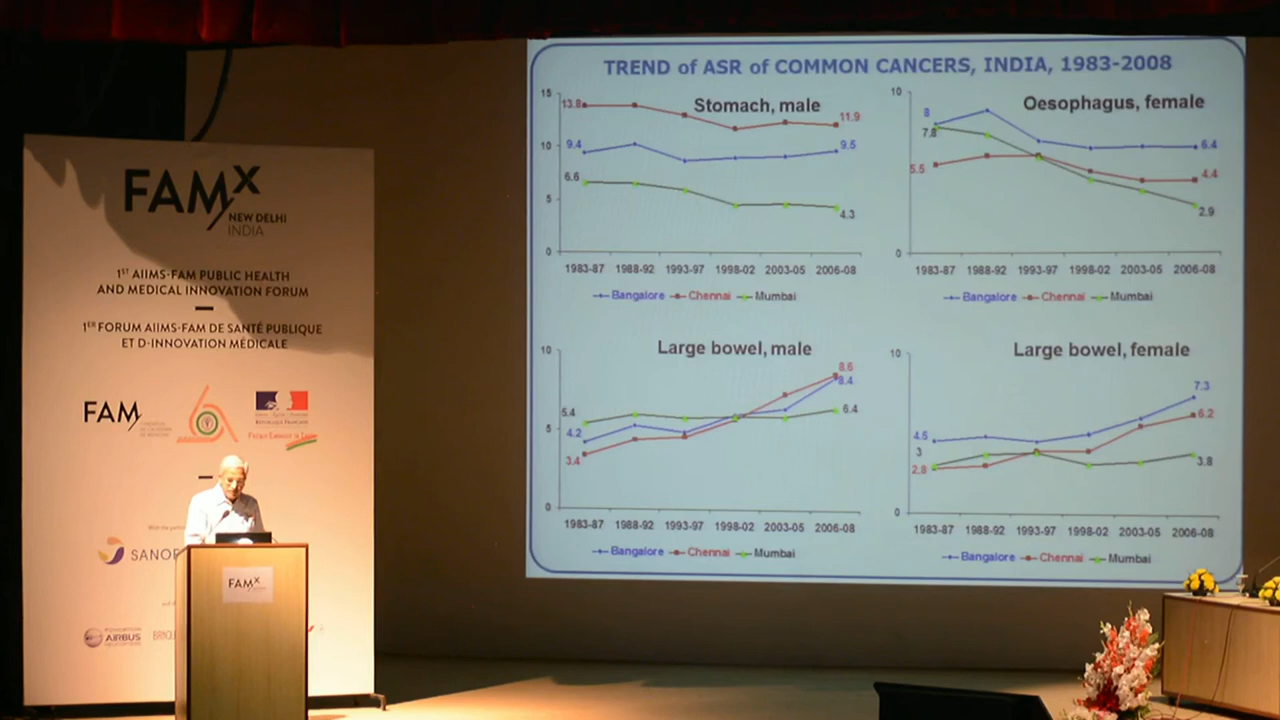 FAMx
NEW DELHI
INDIA
1ST AIIMS-FAM PUBLIC HEALTH
AND MEDICAL INNOVATION FORUM
1ER FORUM AIIMS-FAM DE SANTÉ PUBLIQUE
ET D-INNOVATION MÉDICALE
FAM
RÉPUBLIQUE FRANÇAISE
SANOF
AIRBUS
FAMx
TREND of ASR of COMMON CANCERS, INDIA, 1983-2008
Stomach, male
15
10
5
0
13.8
9.4
6.6
11.9
9.5
4.3
1983-87 1988-92 1993-97 1998-02 2003-05 2006-08
Bangalore Chennai Mumbai
Oesophagus, female
10
0
8
7.8
5.5
6.4
4.4
2.9
1983-87 1988-92 1993-97 1998-02 2003-05 2006-08
Bangalore Chennai Mumbai
Large bowel, male
10
5
0
5.4
4.2
3.4
8.6
8.4
6.4
1983-87 1988-92 1993-97 1998-02 2003-05 2006-08
Bangalore Chennai Mumbai
Large bowel, female
10
0
4.5
3
2.8
7.3
6.2
3.8
1983-87 1988-92 1993-97 1998-02 2003-05 2006-08
Bangalore Chennai Mumbai